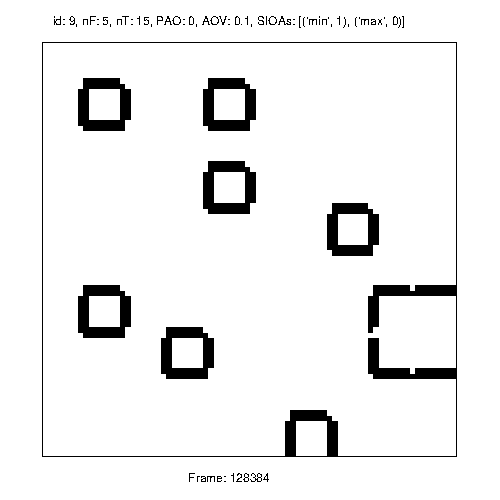 id: 9, nF: 5, nT: 15, PAO: 0, AOV: 0.1, SIOAs: [('min', 1), ('max', 0)]
Frame: 128384